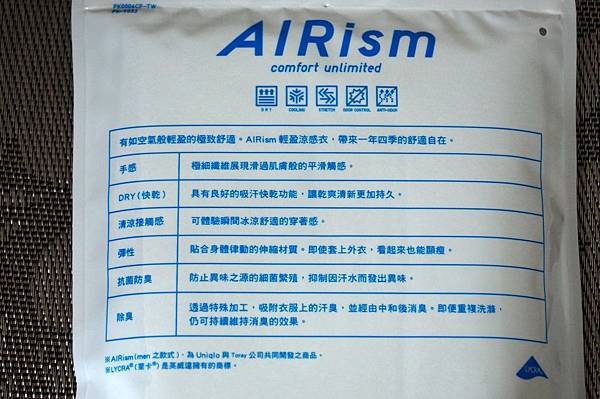 PK0006CP-TW
AIRism
comfort unlimited
DRY
COOLING
STRETCH
ODOR CONTROL
ANTI-ODOR
有如空氣般輕盈的極致舒適。AIRism 輕盈涼感衣，帶來一年四季的舒適自在。
手感 極細纖維展現滑過肌膚般的平滑觸感。
DRY（快乾） 具有良好的吸汗快乾功能，讓乾爽清新更加持久。
清涼接觸感 可體驗瞬間冰涼舒適的穿著感。
彈性 貼合身體律動的伸縮材質。即使套上外衣，看起來也能顯瘦。
抗菌防臭 防止異味之源的細菌繁殖，抑制因汗水而發出異味。
除臭 透過特殊加工，吸附衣服上的汗臭，並經由中和後消臭。即便重複洗滌，
仍可持續維持消臭的效果。
※AIRism(men 之款式)，為 Uniqlo 與 Toray 公司共同開發之商品。
※LYCRA®(萊卡®) 是英威達擁有的商標。
LYCRA